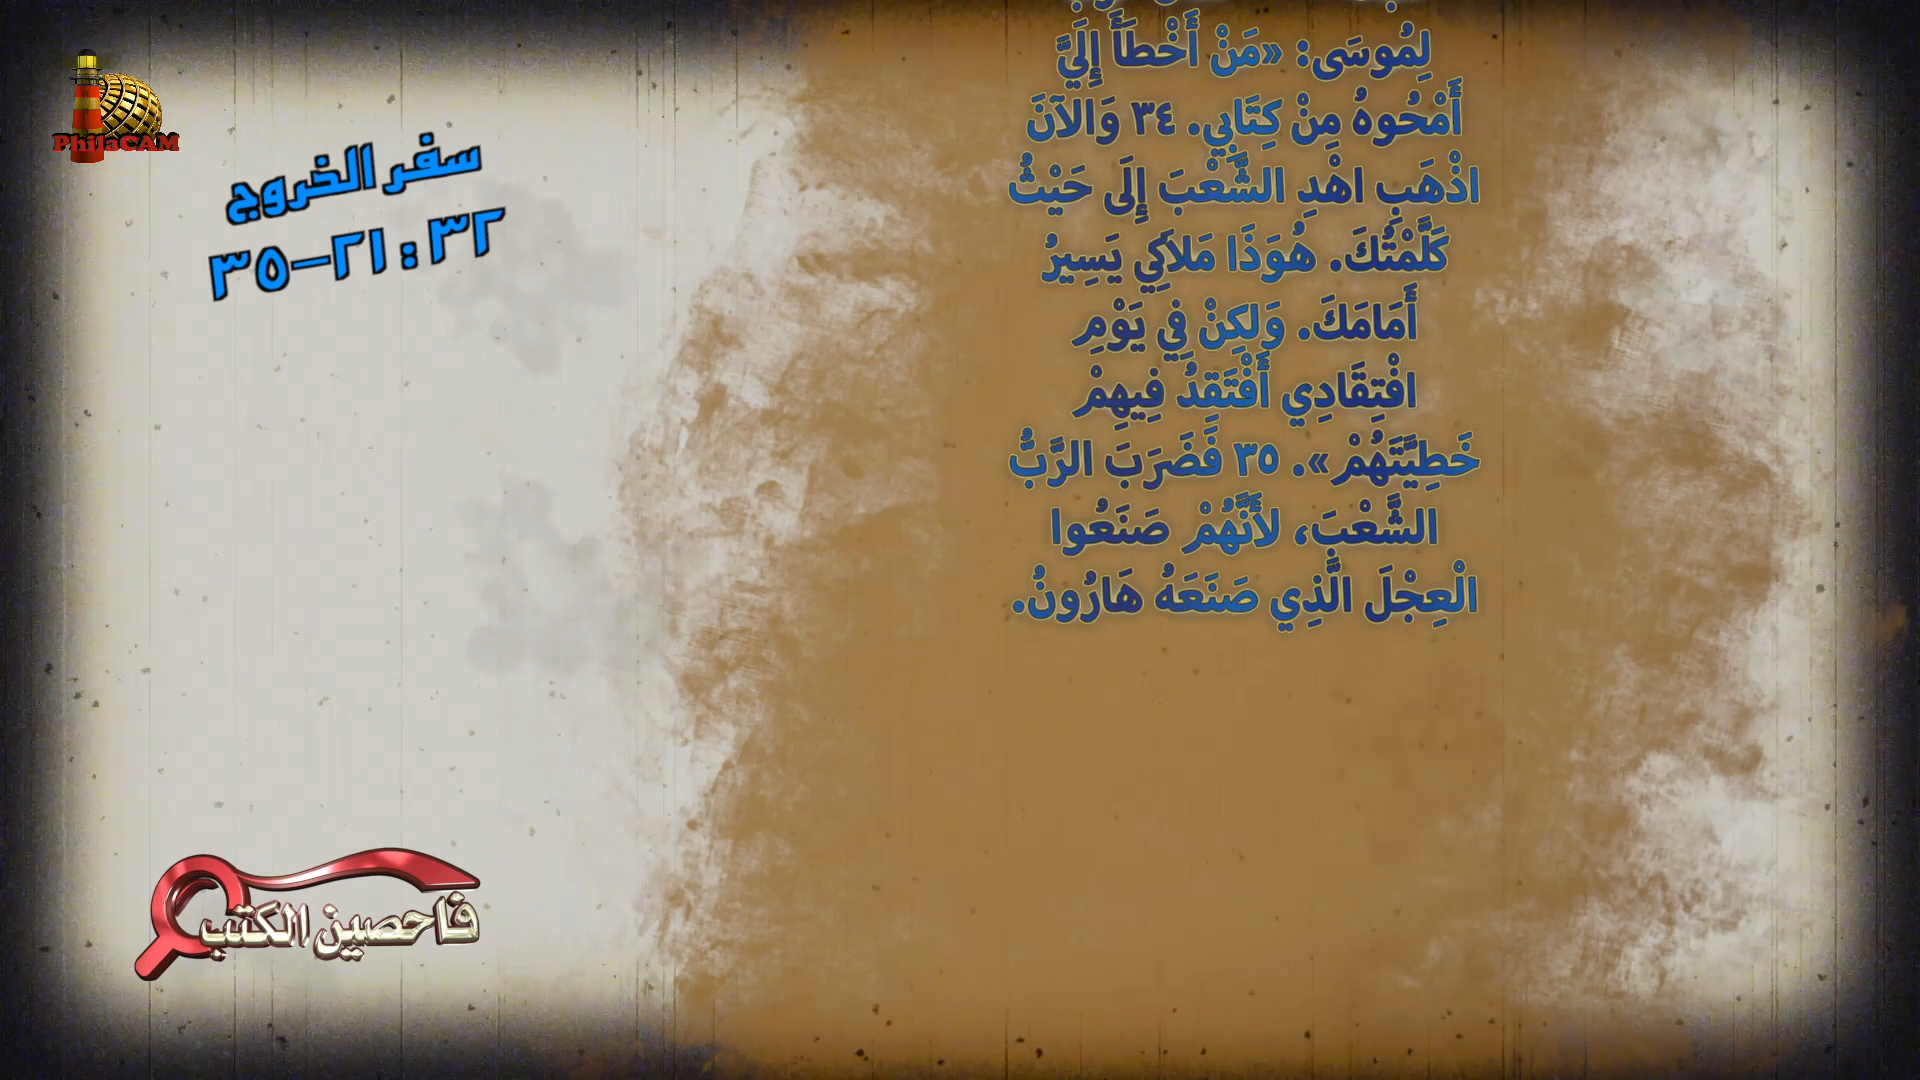 PhilaCAM
سفر الخروج
٣٢ : ٢١-٣٥
لِمُوسَى: «مَنْ أَخْطَأَ إِلَيَّ
أَمْحُوهُ مِنْ كِتَابِي. ٣٤ وَالآنَ
اذْهَبِ اهْدِ الشَّعْبَ إِلَى حَيْثُ
كَلَّمْتُكَ. هُوَذَا مَلاَكِي يَسِيرُ
أَمَامَكَ. وَلكِنْ فِي يَوْمِ
افْتِقَادِي أَفْتَقِدُ فِيهِمْ
خَطِيَّتَهُمْ». ٣٥ فَضَرَبَ الرَّبُّ
الشَّعْبَ، لأَنَّهُمْ صَنَعُوا
الْعِجْلَ الَّذِي صَنَعَهُ هَارُونُ.
فاحصين الكتب